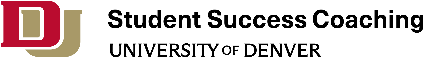 DU
Student Success Coaching
UNIVERSITY OF DENVER